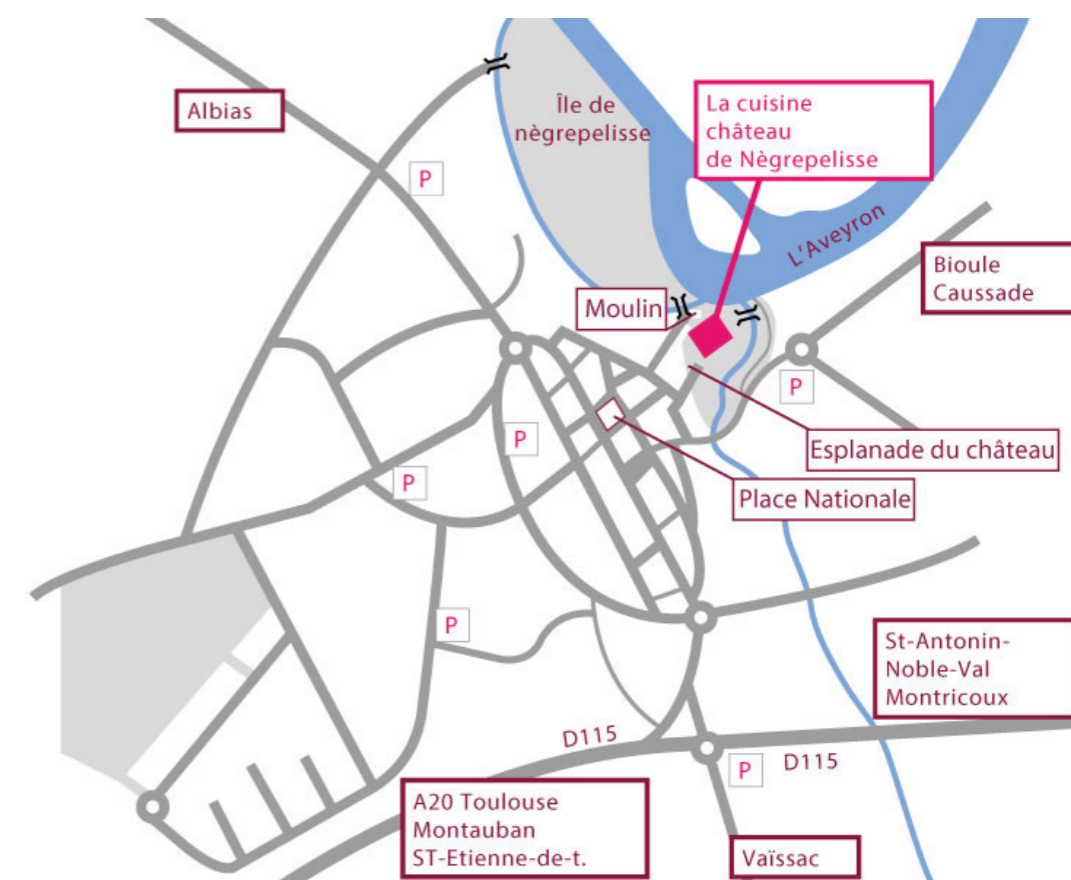 Albias
P
Île de
nègrepelisse
La cuisine
château
de Nègrepelisse
L'Aveyron
Bioule
Caussade
Moulin
P
P
Esplanade du château
P
Place Nationale
P
St-Antonin-
Noble-Val
Montricoux
D115
P
D115
A20 Toulouse
Montauban
ST-Etienne-de-t.
Vaïssac